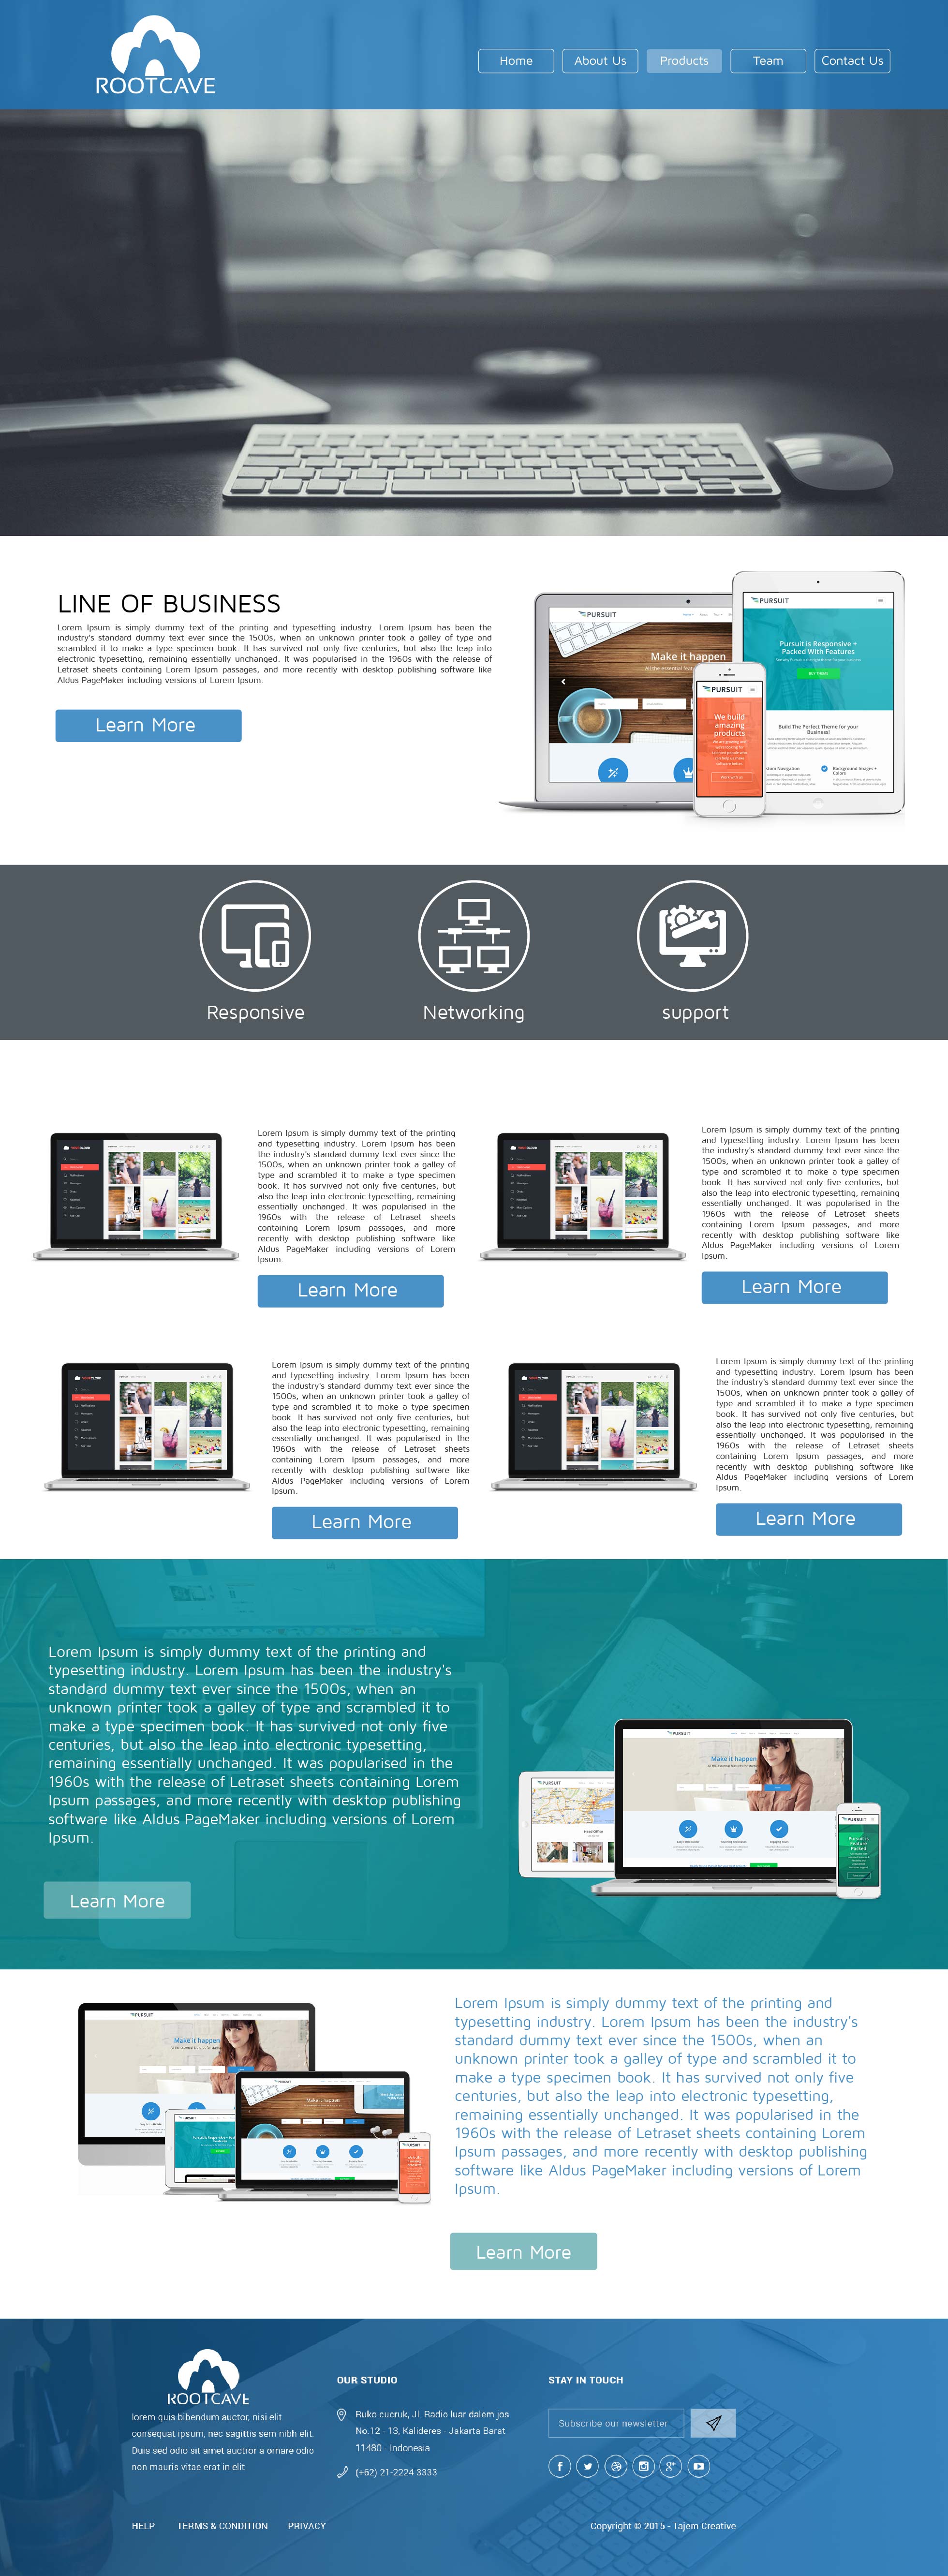 ROOTCAVE
Home
About Us
Products
Team
Contact Us
LINE OF BUSINESS
Lorem Ipsum is simply dummy text of the printing and typesetting industry. Lorem Ipsum has been the
industry's standard dummy text ever since the 1500s, when an unknown printer took a galley of type and
scrambled it to make a type specimen book. It has survived not only five centuries, but also the leap into
electronic typesetting, remaining essentially unchanged. It was popularised in the 1960s with the release of
Letraset sheets containing Lorem Ipsum passages, and more recently with desktop publishing software like
Aldus PageMaker including versions of Lorem Ipsum.
Learn More
PURSUIT
Make it happen
PURSUIT
Pursuit is Responsive +
Packed With Features
BUY THEME
Build The Perfect Theme for your
Business!
Background Images +
Colors
PURSUIT
We build
amazing
products
Responsive
Networking
support
Lorem Ipsum is simply dummy text of the printing
and typesetting industry. Lorem Ipsum has been
the industry's standard dummy text ever since the
1500s, when an unknown printer took a galley of
type and scrambled it to make a type specimen
book. It has survived not only five centuries, but
also the leap into electronic typesetting, remaining
essentially unchanged. It was popularised in the
1960s with the release of Letraset sheets
containing Lorem Ipsum passages, and more
recently with desktop publishing software like
Aldus PageMaker including versions of Lorem
Ipsum.
Learn More
Lorem Ipsum is simply dummy text of the printing
and typesetting industry. Lorem Ipsum has been
the industry's standard dummy text ever since the
1500s, when an unknown printer took a galley of
type and scrambled it to make a type specimen
book. It has survived not only five centuries, but
also the leap into electronic typesetting, remaining
essentially unchanged. It was popularised in the
1960s with the release of Letraset sheets
containing Lorem Ipsum passages, and more
recently with desktop publishing software like
Aldus PageMaker including versions of Lorem
Ipsum.
Learn More
Lorem Ipsum is simply dummy text of the printing
and typesetting industry. Lorem Ipsum has been
the industry's standard dummy text ever since the
1500s, when an unknown printer took a galley of
type and scrambled it to make a type specimen
book. It has survived not only five centuries, but
also the leap into electronic typesetting, remaining
essentially unchanged. It was popularised in the
1960s with the release of Letraset sheets
containing Lorem Ipsum passages, and more
recently with desktop publishing software like
Aldus PageMaker including versions of Lorem
Ipsum.
Learn More
Lorem Ipsum is simply dummy text of the printing
and typesetting industry. Lorem Ipsum has been
the industry's standard dummy text ever since the
1500s, when an unknown printer took a galley of
type and scrambled it to make a type specimen
book. It has survived not only five centuries, but
also the leap into electronic typesetting, remaining
essentially unchanged. It was popularised in the
1960s with the release of Letraset sheets
containing Lorem Ipsum passages, and more
recently with desktop publishing software like
Aldus PageMaker including versions of Lorem
Ipsum.
Learn More
Lorem Ipsum is simply dummy text of the printing and
typesetting industry. Lorem Ipsum has been the industry's
standard dummy text ever since the 1500s, when an
unknown printer took a galley of type and scrambled it to
make a type specimen book. It has survived not only five
centuries, but also the leap into electronic typesetting,
remaining essentially unchanged. It was popularised in the
1960s with the release of Letraset sheets containing Lorem
Ipsum passages, and more recently with desktop publishing
software like Aldus PageMaker including versions of Lorem
Ipsum.
Learn More
PURSUIT
Make it happen
PURSUIT
Head Office
PURSUIT
Pursuit is
Feature
Packed
PURSUIT
Make it happen
PURSUIT
Make it happen
Lorem Ipsum is simply dummy text of the printing and
typesetting industry. Lorem Ipsum has been the industry's
standard dummy text ever since the 1500s, when an
unknown printer took a galley of type and scrambled it to
make a type specimen book. It has survived not only five
centuries, but also the leap into electronic typesetting,
remaining essentially unchanged. It was popularised in the
1960s with the release of Letraset sheets containing Lorem
Ipsum passages, and more recently with desktop publishing
software like Aldus PageMaker including versions of Lorem
Ipsum.
Learn More
ROOTCAVE
lorem quis bibendum auctor, nisi elit
consequat ipsum, nec sagittis sem nibh elit.
Duis sed odio sit amet auctror a ornare odio
non mauris vitae erat in elit
OUR STUDIO
Ruko cucruk, Jl. Radio luar dalem jos
No.12 - 13, Kalideres - Jakarta Barat
11480 - Indonesia
(+62) 21-2224 3333
STAY IN TOUCH
Subscribe our newsletter
HELP
TERMS & CONDITION
PRIVACY
Copyright © 2015 - Tajem Creative